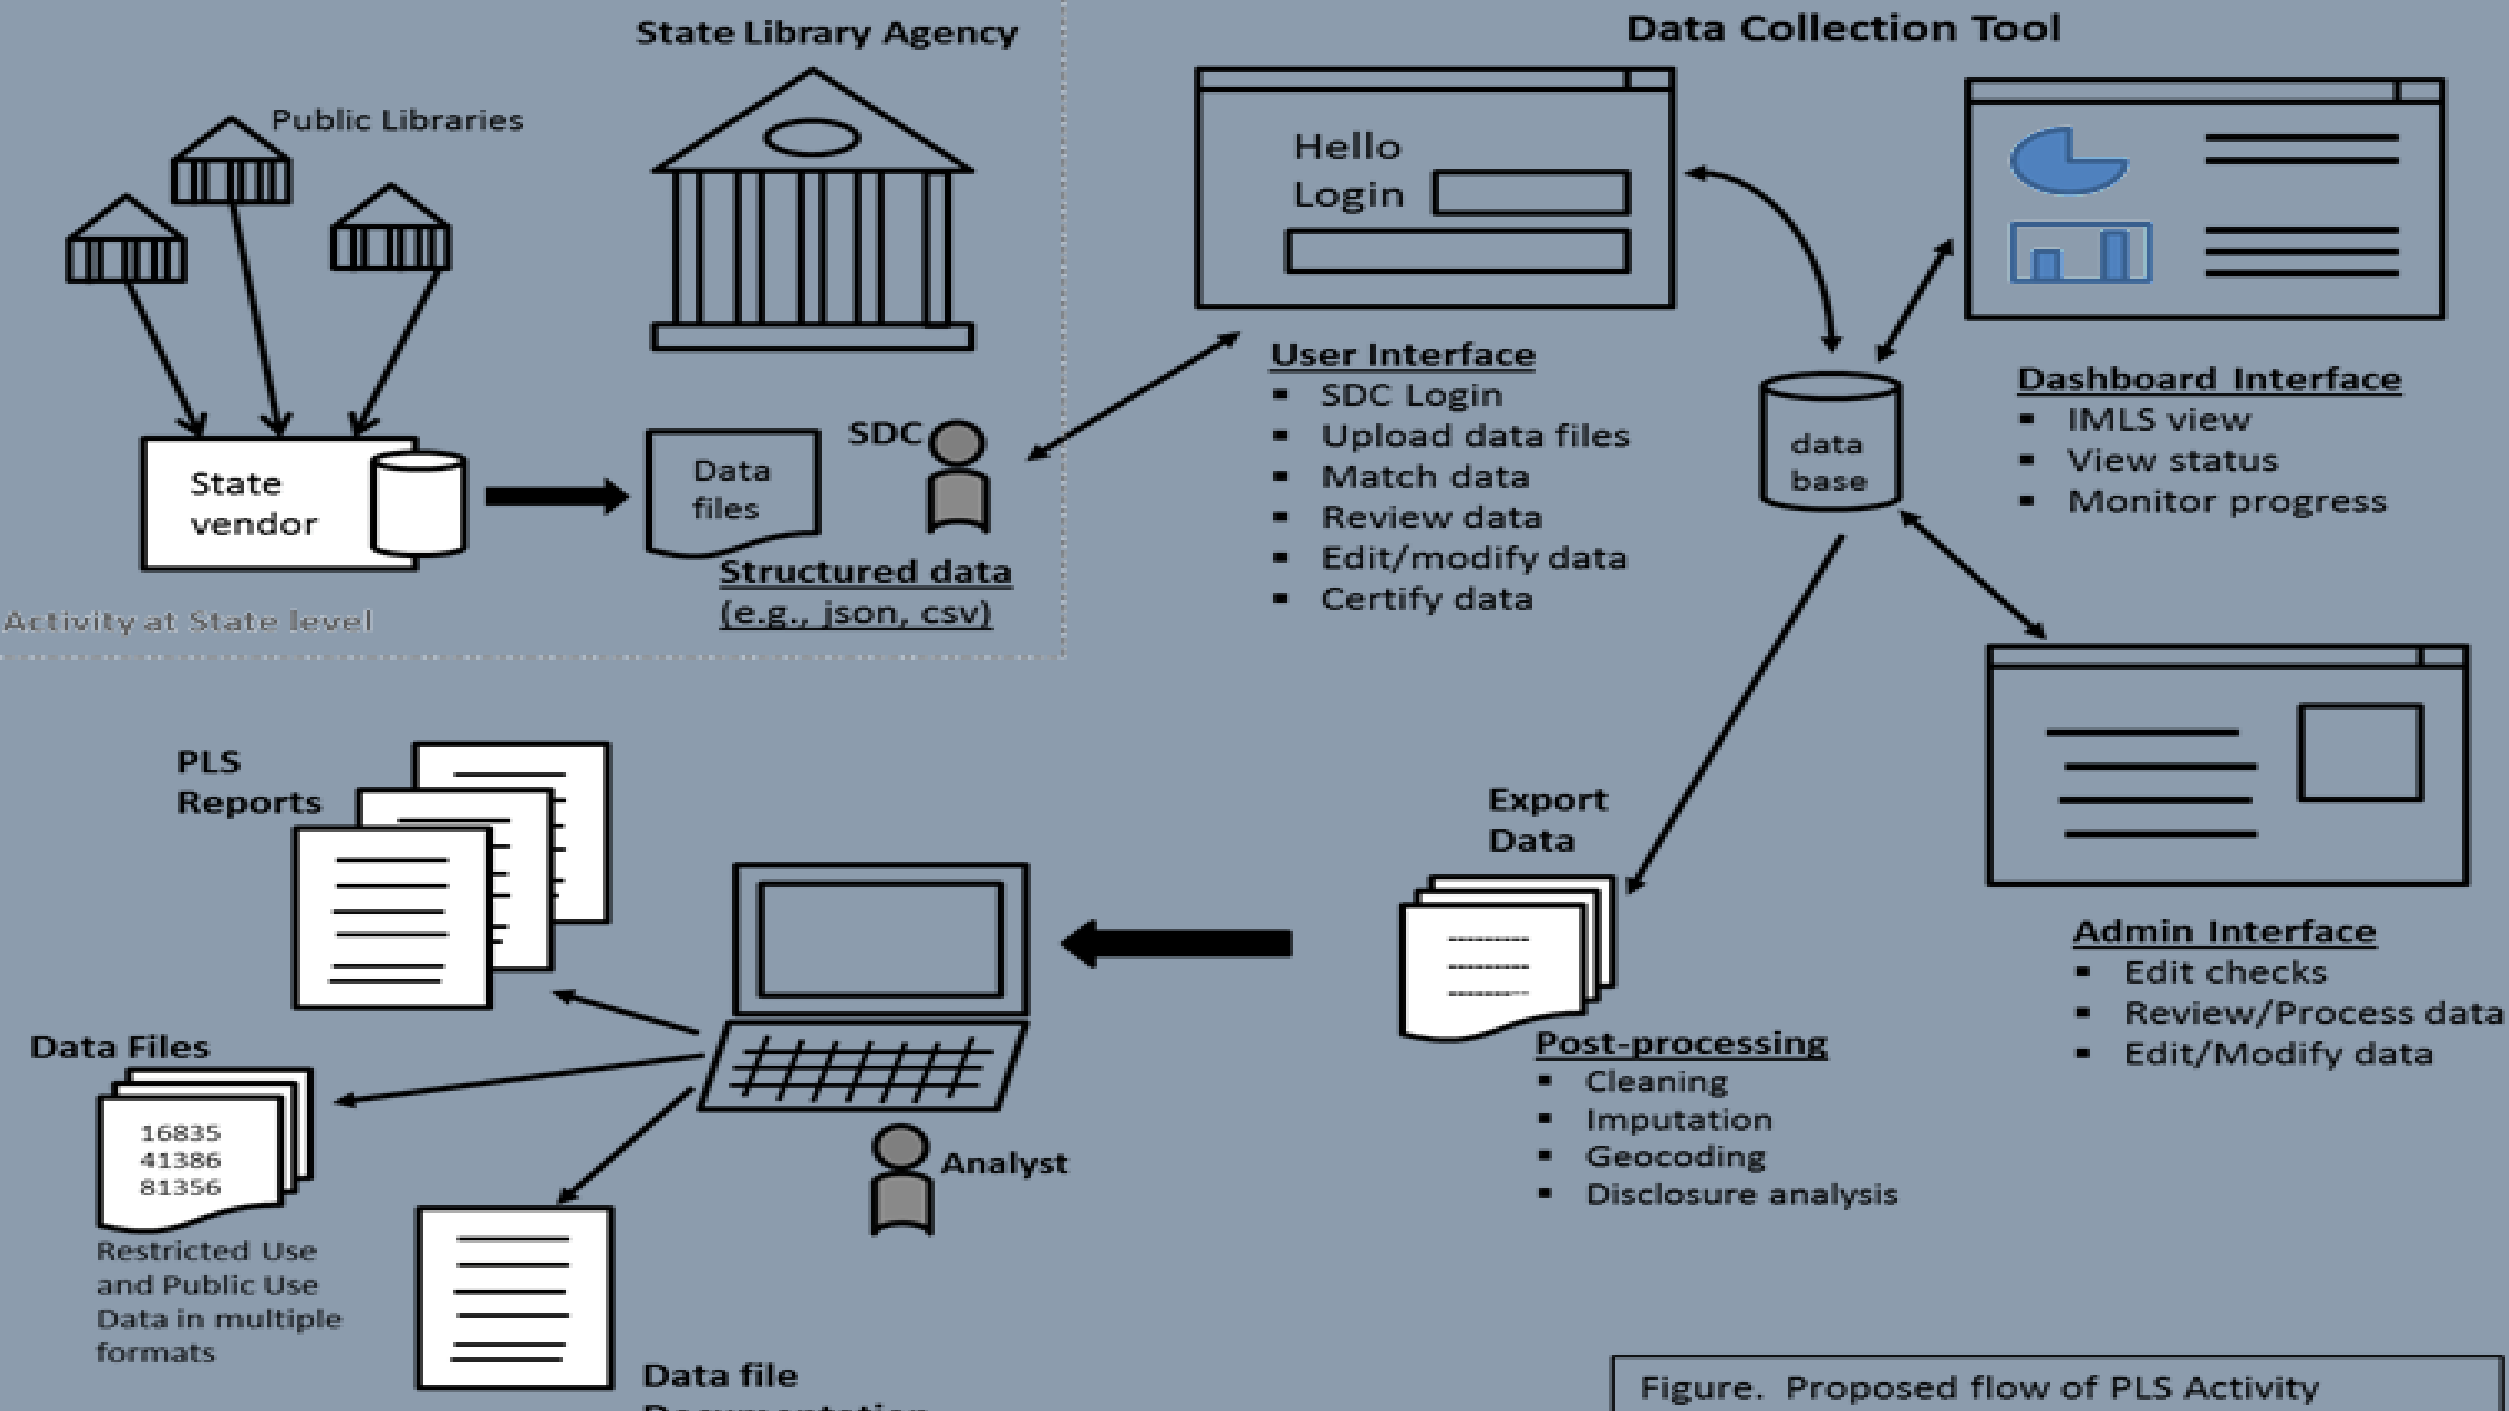 State Library Agency
Public Libraries
State
vendor
Data
files
SDC
Structured data
(e.g., json, csv)
Activity at State level
Data Collection Tool
Hello
Login
User Interface
▪ SDC Login
▪ Upload data files
▪ Match data
▪ Review data
▪ Edit/modify data
▪ Certify data
data
base
Dashboard Interface
▪ IMLS view
▪ View status
▪ Monitor progress
Admin Interface
▪ Edit checks
▪ Review/Process data
▪ Edit/Modify data
Export
Data
Post-processing
▪ Cleaning
▪ Imputation
▪ Geocoding
▪ Disclosure analysis
Analyst
PLS
Reports
Data Files
16835
41386
81356
Restricted Use
and Public Use
Data in multiple
formats
Data file
Figure. Proposed flow of PLS Activity